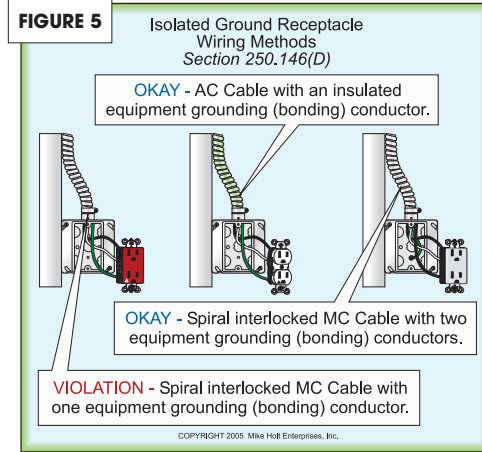 FIGURE 5
Isolated Ground Receptacle
Wiring Methods
Section 250.146(D)
OKAY - AC Cable with an insulated
equipment grounding (bonding) conductor.
OKAY - Spiral interlocked MC Cable with two
equipment grounding (bonding) conductors.
VIOLATION - Spiral interlocked MC Cable with
one equipment grounding (bonding) conductor.
COPYRIGHT 2005 Mike Holt Enterprises, Inc.